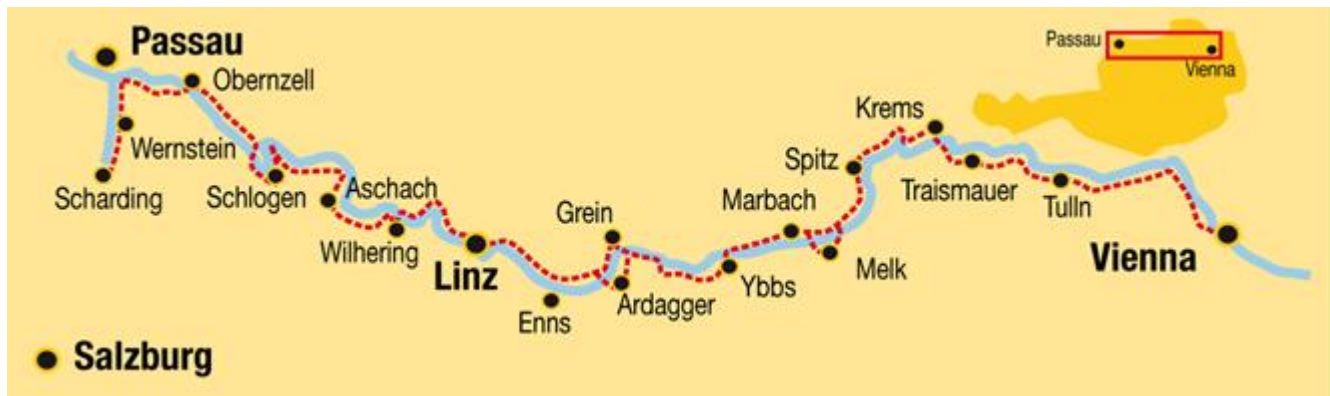 Passau
Obernzell
Wernstein
Scharding
Schlogen
Aschach
Wilhering
Linz
Enns
Grein
Ardagger
Ybbs
Marbach
Melk
Spitz
Krems
Traismauer
Tulln
Vienna
Salzburg
Passau
Vienna